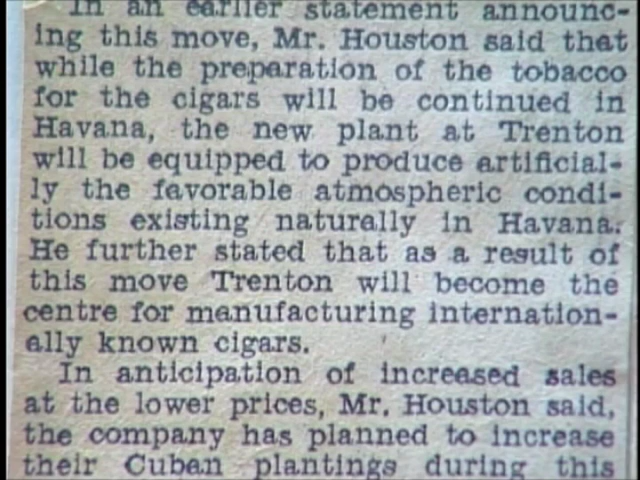 In an earlier statement announc-
ing this move, Mr. Houston said that
while the preparation of the tobacco
for the cigars will be continued in
Havana, the new plant at Trenton
will be equipped to produce artificial-
ly the favorable atmospheric condi-
tions existing naturally in Havana.
He further stated that as a result of
this move Trenton will become the
centre for manufacturing internation-
ally known cigars.
In anticipation of increased sales
at the lower prices, Mr. Houston said,
the company has planned to increase
their Cuban plantings during this